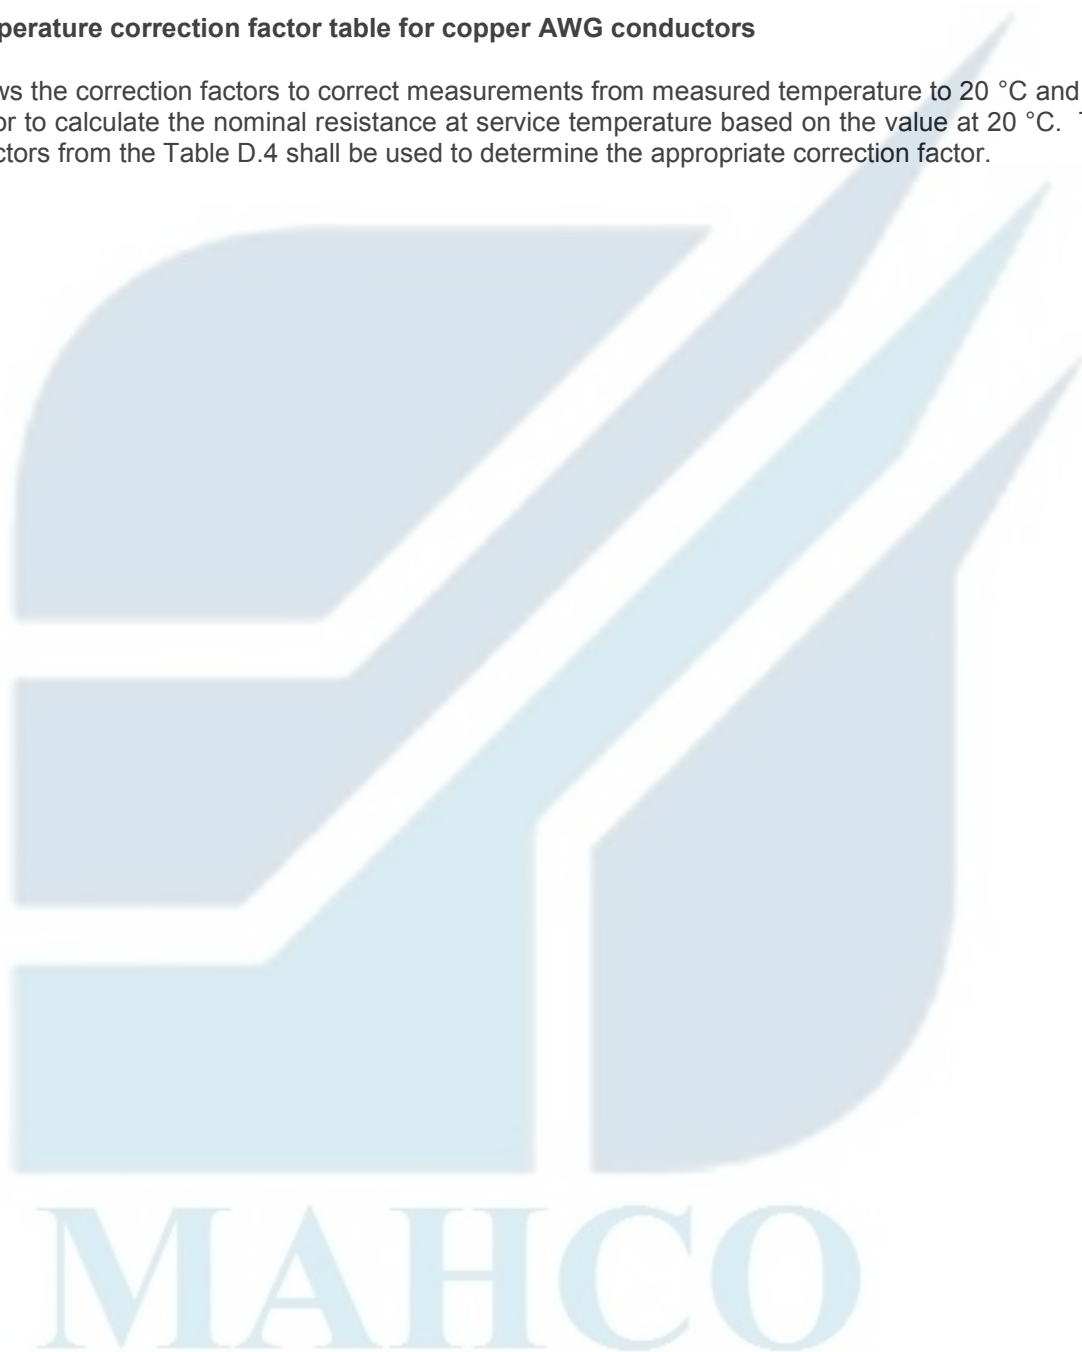 perature correction factor table for copper AWG conductors
ws the correction factors to correct measurements from measured temperature to 20 °C and
or to calculate the nominal resistance at service temperature based on the value at 20 °C.
ctors from the Table D.4 shall be used to determine the appropriate correction factor.
MAHCO